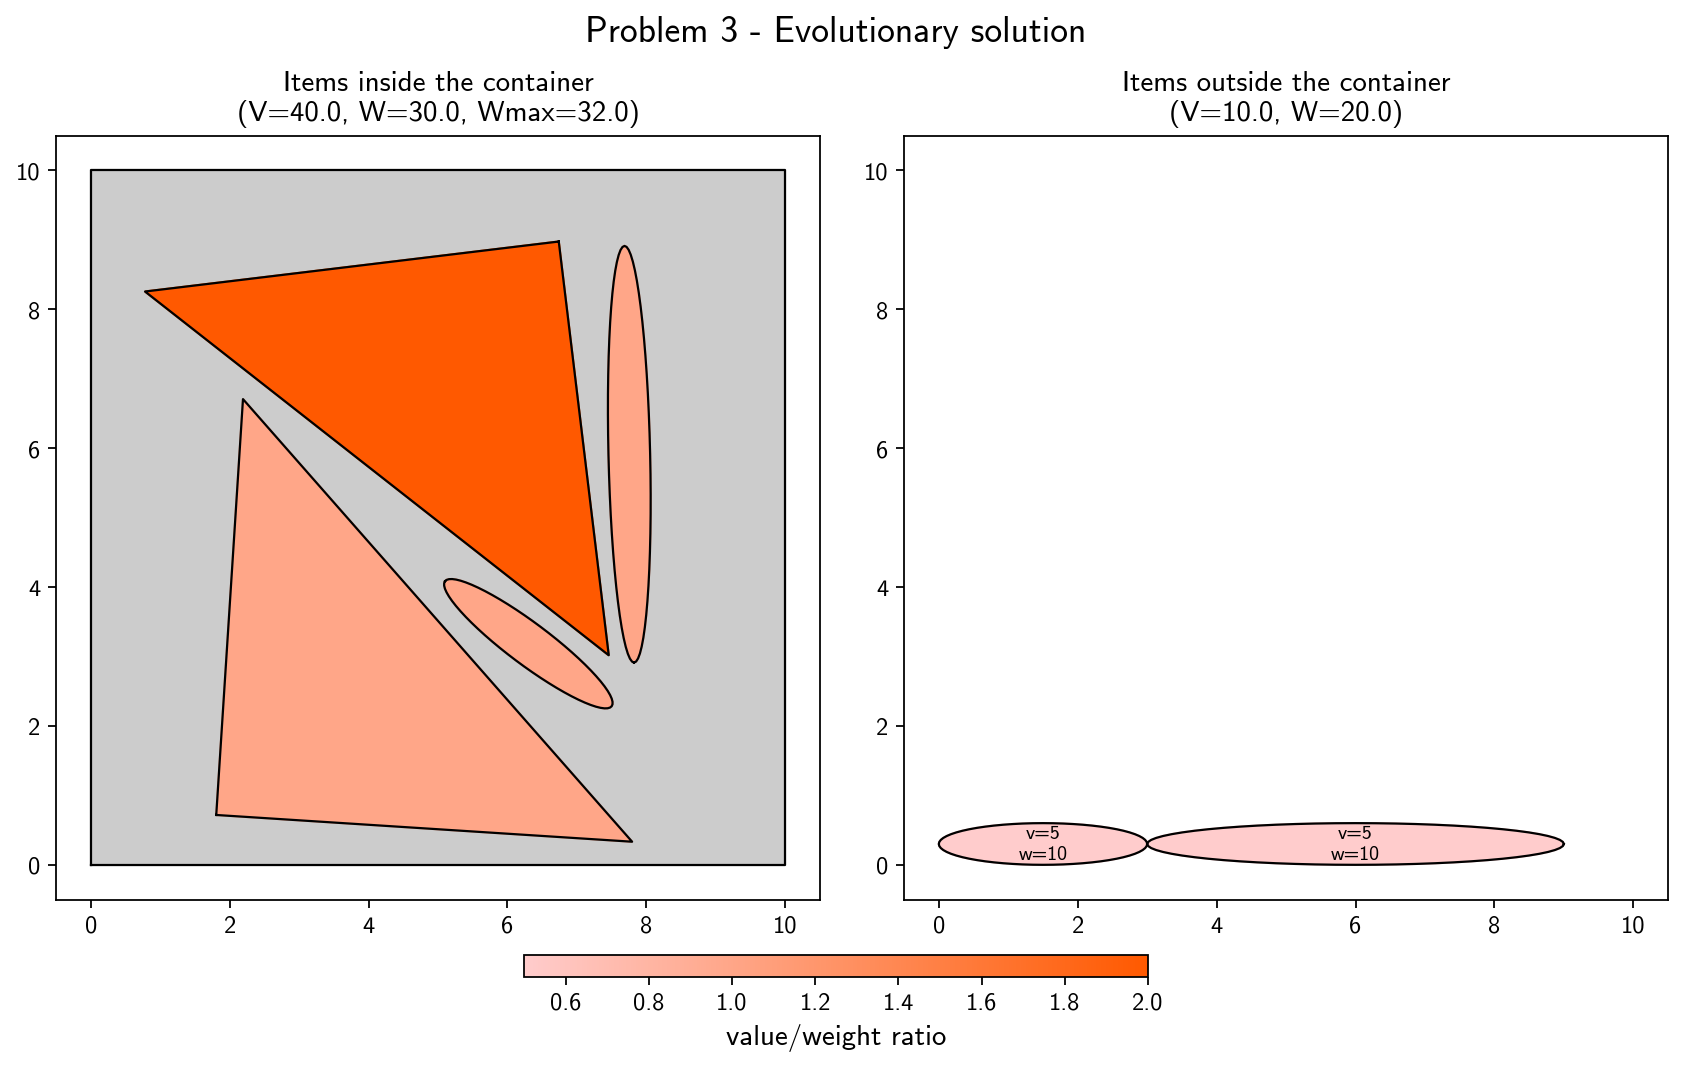 Problem 3 - Evolutionary solution
Items inside the container
(V=40.0, W=30.0, Wmax=32.0)
10
8
6
4
2
0
0 2 4 6 8 10
Items outside the container
(V=10.0, W=20.0)
10
8
6
4
2
0
v=5
w=10
v=5
w=10
0 2 4 6 8 10
0.6 0.8 1.0 1.2 1.4 1.6 1.8 2.0
value/weight ratio